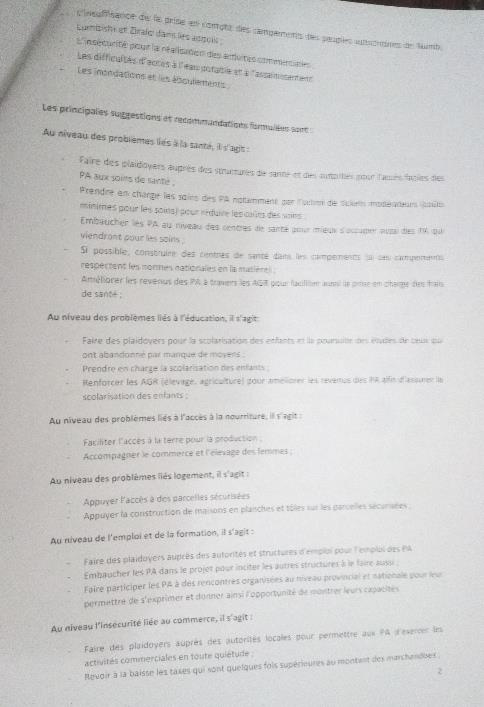 - L'insuffisance de la prise en compte des campements des peuples autochtones de Mumbi,
Lumbishi et Ziralo dans les appuis ;
- L'insécurité pour la réalisation des activités commerciales ;
- Les difficultés d'accès à l'eau potable et à l'assainissement
- Les inondations et les éboulements ;
Les principales suggestions et recommandations formulées sont :
Au niveau des problèmes liés à la santé, il s'agit :
- Faire des plaidoyers auprès des structures de santé et des autorités pour l'accès faciles des
PA aux soins de santé ;
- Prendre en charge les soins des PA notamment par l'octroi de tickets modérateurs (coûts
minimes pour les soins) pour réduire les coûts des soins ;
- Embaucher les PA au niveau des centres de santé pour mieux s'occuper aussi des PA qui
viendront pour les soins ;
- Si possible, construire des centres de santé dans les campements (si ces campements
respectent les normes nationales en la matière) ;
- Améliorer les revenus des PA à travers les AGR pour faciliter aussi la prise en charge des frais
de santé ;
Au niveau des problèmes liés à l'éducation, il s'agit:
- Faire des plaidoyers pour la scolarisation des enfants et la poursuite des études de ceux qui
ont abandonné par manque de moyens ;
- Prendre en charge la scolarisation des enfants ;
- Renforcer les AGR (élevage, agriculture) pour améliorer les revenus des PA afin d'assurer la
scolarisation des enfants ;
Au niveau des problèmes liés à l'accès à la nourriture, il s'agit :
- Faciliter l'accès à la terre pour la production ;
- Accompagner le commerce et l'élevage des femmes ;
Au niveau des problèmes liés logement, il s'agit :
- Appuyer l'accès à des parcelles sécurisées
- Appuyer la construction de maisons en planches et tôles sur les parcelles sécurisées ;
Au niveau de l'emploi et de la formation, il s'agit :
- Faire des plaidoyers auprès des autorités et structures d'emploi pour l'emploi des PA
- Embaucher les PA dans le projet pour inciter les autres structures à le faire aussi ;
- Faire participer les PA à des rencontres organisées au niveau provincial et nationale pour leur
permettre de s'exprimer et donner ainsi l'opportunité de montrer leurs capacités
Au niveau l'insécurité liée au commerce, il s'agit :
- Faire des plaidoyers auprès des autorités locales pour permettre aux PA d'exercer les
activités commerciales en toute quiétude ;
- Revoir à la baisse les taxes qui sont quelques fois supérieures au montant des marchandises ;
2